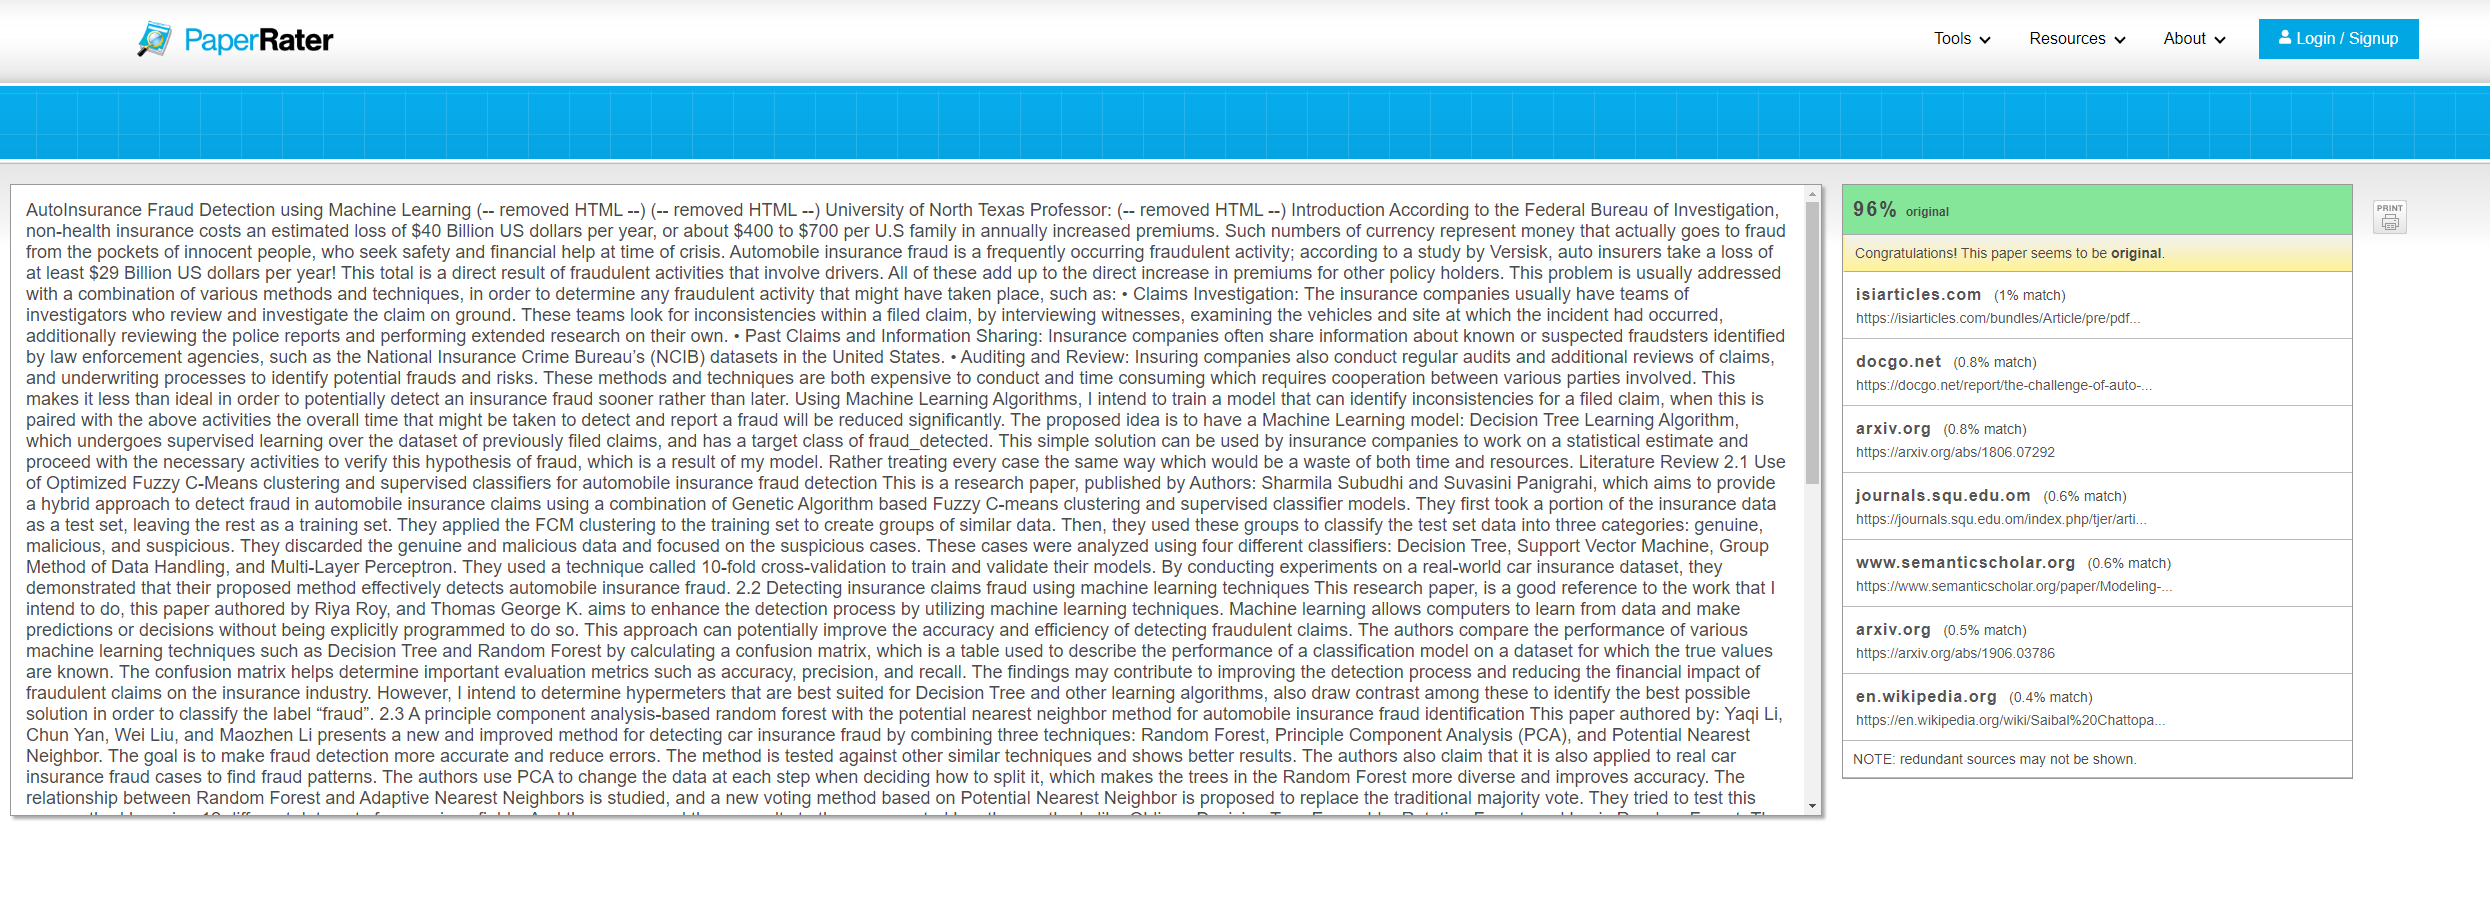 PaperRater
Tools
Resources
About
Login / Signup
AutoInsurance Fraud Detection using Machine Learning (-- removed HTML --) (-- removed HTML --) University of North Texas Professor: (-- removed HTML --) Introduction According to the Federal Bureau of Investigation,
non-health insurance costs an estimated loss of $40 Billion US dollars per year, or about $400 to $700 per U.S family in annually increased premiums. Such numbers of currency represent money that actually goes to fraud
from the pockets of innocent people, who seek safety and financial help at time of crisis. Automobile insurance fraud is a frequently occurring fraudulent activity; according to a study by Versisk, auto insurers take a loss of
at least $29 Billion US dollars per year! This total is a direct result of fraudulent activities that involve drivers. All of these add up to the direct increase in premiums for other policy holders. This problem is usually addressed
with a combination of various methods and techniques, in order to determine any fraudulent activity that might have taken place, such as: • Claims Investigation: The insurance companies usually have teams of
investigators who review and investigate the claim on ground. These teams look for inconsistencies within a filed claim, by interviewing witnesses, examining the vehicles and site at which the incident had occurred,
additionally reviewing the police reports and performing extended research on their own. • Past Claims and Information Sharing: Insurance companies often share information about known or suspected fraudsters identified
by law enforcement agencies, such as the National Insurance Crime Bureau’s (NCIB) datasets in the United States. • Auditing and Review: Insuring companies also conduct regular audits and additional reviews of claims,
and underwriting processes to identify potential frauds and risks. These methods and techniques are both expensive to conduct and time consuming which requires cooperation between various parties involved. This
makes it less than ideal in order to potentially detect an insurance fraud sooner rather than later. Using Machine Learning Algorithms, I intend to train a model that can identify inconsistencies for a filed claim, when this is
paired with the above activities the overall time that might be taken to detect and report a fraud will be reduced significantly. The proposed idea is to have a Machine Learning model: Decision Tree Learning Algorithm,
which undergoes supervised learning over the dataset of previously filed claims, and has a target class of fraud_detected. This simple solution can be used by insurance companies to work on a statistical estimate and
proceed with the necessary activities to verify this hypothesis of fraud, which is a result of my model. Rather treating every case the same way which would be a waste of both time and resources. Literature Review 2.1 Use
of Optimized Fuzzy C-Means clustering and supervised classifiers for automobile insurance fraud detection This is a research paper, published by Authors: Sharmila Subudhi and Suvasini Panigrahi, which aims to provide
a hybrid approach to detect fraud in automobile insurance claims using a combination of Genetic Algorithm based Fuzzy C-means clustering and supervised classifier models. They first took a portion of the insurance data
as a test set, leaving the rest as a training set. They applied the FCM clustering to the training set to create groups of similar data. Then, they used these groups to classify the test set data into three categories: genuine,
malicious, and suspicious. They discarded the genuine and malicious data and focused on the suspicious cases. These cases were analyzed using four different classifiers: Decision Tree, Support Vector Machine, Group
Method of Data Handling, and Multi-Layer Perceptron. They used a technique called 10-fold cross-validation to train and validate their models. By conducting experiments on a real-world car insurance dataset, they
demonstrated that their proposed method effectively detects automobile insurance fraud. 2.2 Detecting insurance claims fraud using machine learning techniques This research paper, is a good reference to the work that I
intend to do, this paper authored by Riya Roy, and Thomas George K. aims to enhance the detection process by utilizing machine learning techniques. Machine learning allows computers to learn from data and make
predictions or decisions without being explicitly programmed to do so. This approach can potentially improve the accuracy and efficiency of detecting fraudulent claims. The authors compare the performance of various
machine learning techniques such as Decision Tree and Random Forest by calculating a confusion matrix, which is a table used to describe the performance of a classification model on a dataset for which the true values
are known. The confusion matrix helps determine important evaluation metrics such as accuracy, precision, and recall. The findings may contribute to improving the detection process and reducing the financial impact of
fraudulent claims on the insurance industry. However, I intend to determine hypermeters that are best suited for Decision Tree and other learning algorithms, also draw contrast among these to identify the best possible
solution in order to classify the label “fraud”. 2.3 A principle component analysis-based random forest with the potential nearest neighbor method for automobile insurance fraud identification This paper authored by: Yaqi Li,
Chun Yan, Wei Liu, and Maozhen Li presents a new and improved method for detecting car insurance fraud by combining three techniques: Random Forest, Principle Component Analysis (PCA), and Potential Nearest
Neighbor. The goal is to make fraud detection more accurate and reduce errors. The method is tested against other similar techniques and shows better results. The authors also claim that it is also applied to real car
insurance fraud cases to find fraud patterns. The authors use PCA to change the data at each step when deciding how to split it, which makes the trees in the Random Forest more diverse and improves accuracy. The
relationship between Random Forest and Adaptive Nearest Neighbors is studied, and a new voting method based on Potential Nearest Neighbor is proposed to replace the traditional majority vote. They tried to test this
96% original
Congratulations! This paper seems to be original.
isiarticles.com (1% match)
https://isiarticles.com/bundles/Article/pre/pdf...
docgo.net (0.8% match)
https://docgo.net/report/the-challenge-of-auto-...
arxiv.org (0.8% match)
https://arxiv.org/abs/1806.07292
journals.squ.edu.om (0.6% match)
https://journals.squ.edu.om/index.php/tjer/arti...
www.semanticscholar.org (0.6% match)
https://www.semanticscholar.org/paper/Modeling-...
arxiv.org (0.5% match)
https://arxiv.org/abs/1906.03786
en.wikipedia.org (0.4% match)
https://en.wikipedia.org/wiki/Saibal%20Chattopa...
NOTE: redundant sources may not be shown.
PRINT